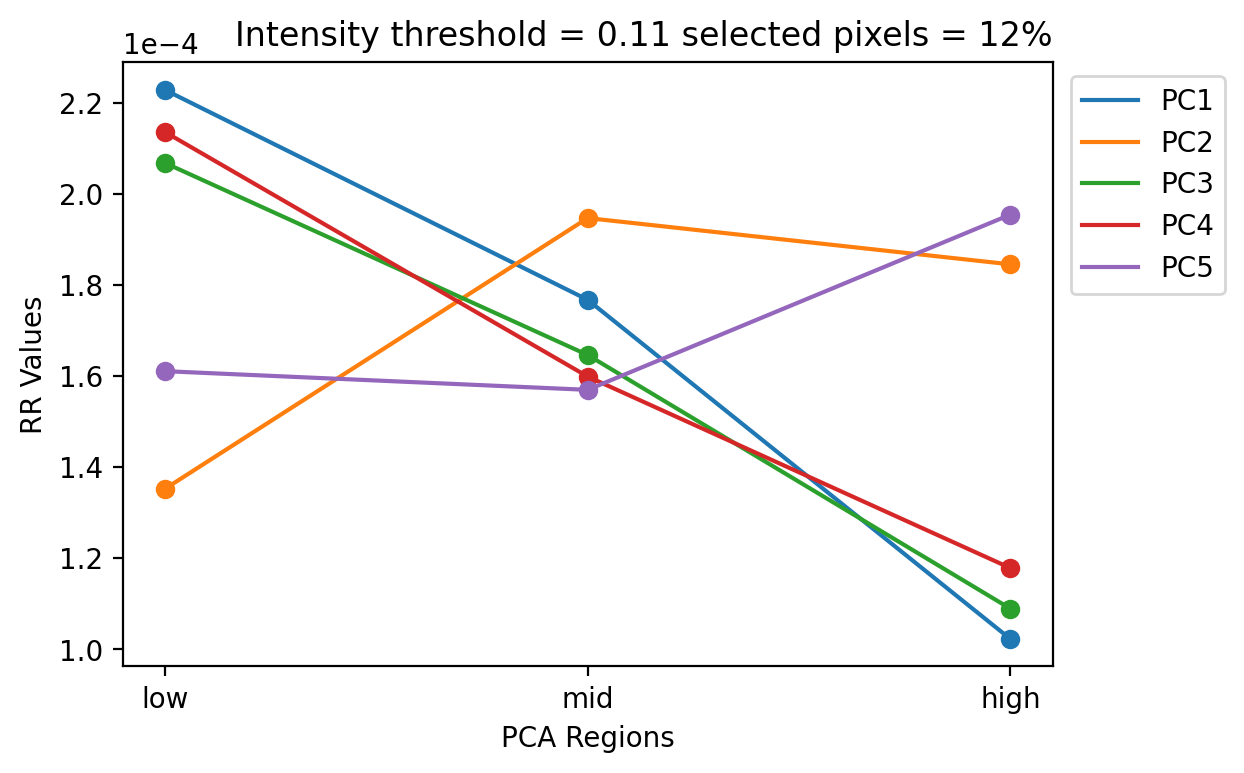 Intensity threshold = 0.11 selected pixels = 12%
1e−4
2.2
2.0
1.8
1.6
1.4
1.2
1.0
RR Values
low mid high
PCA Regions
PC1
PC2
PC3
PC4
PC5